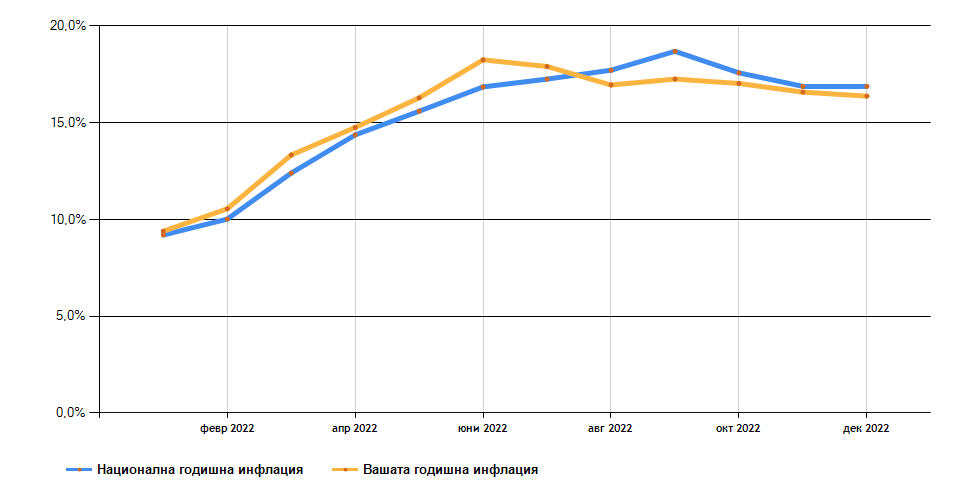 20,0%
15,0%
10,0%
5,0%
0,0%
февр 2022 апр 2022 юни 2022 авг 2022 окт 2022 дек 2022
Национална годишна инфлация Вашата годишна инфлация